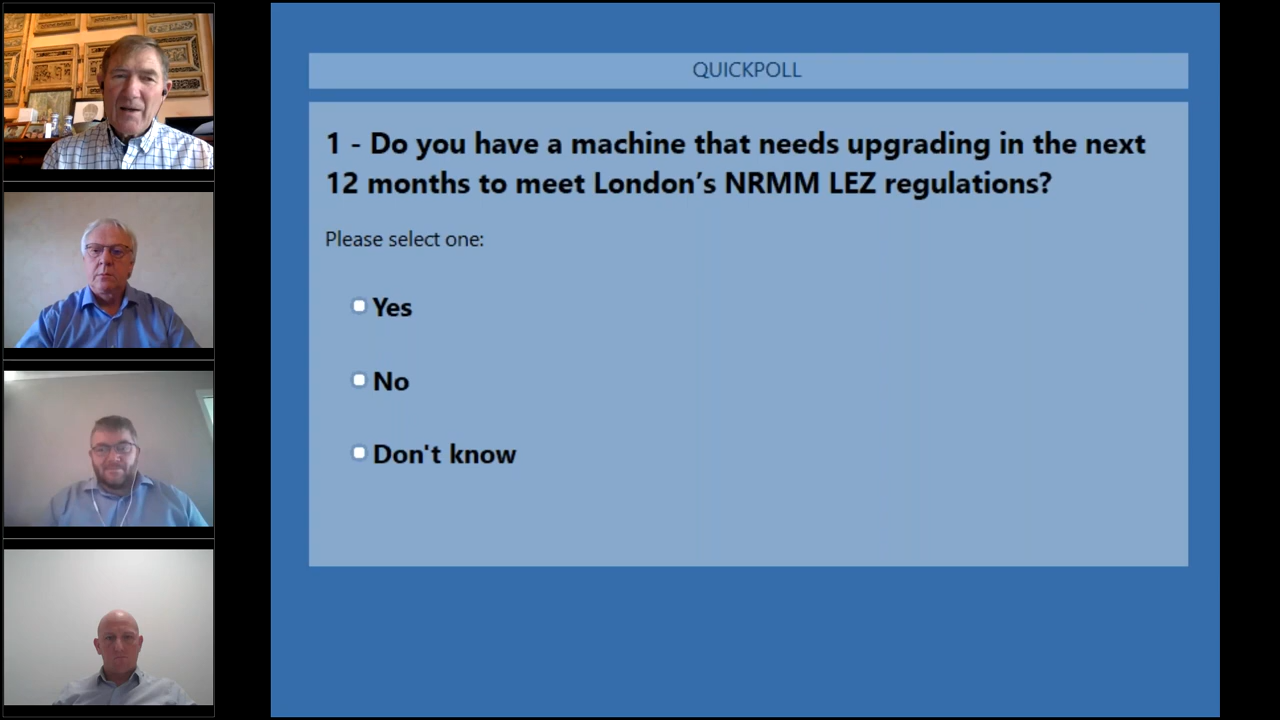 QUICKPOLL
1 - Do you have a machine that needs upgrading in the next
12 months to meet London’s NRMM LEZ regulations?
Please select one:
Yes
No
Don't know